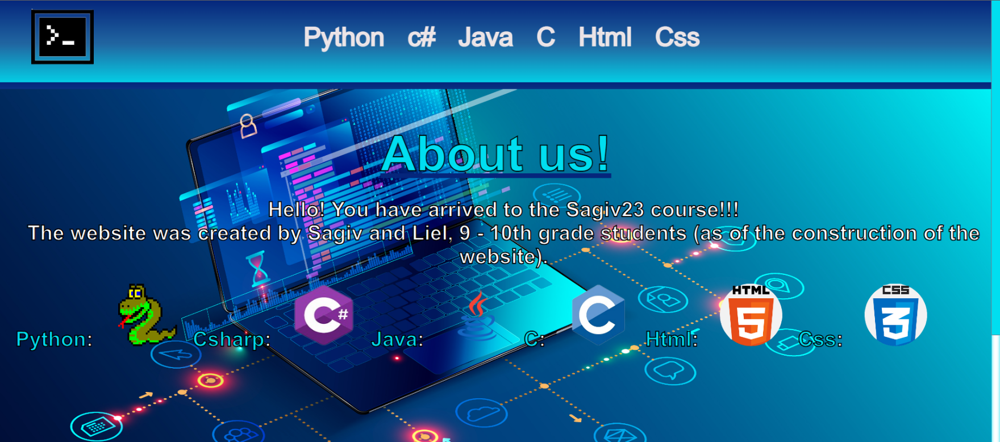 >_
Python c# Java C Html Css
About us!
Hello! You have arrived to the Sagiv23 course!!!
The website was created by Sagiv and Liel, 9 - 10th grade students (as of the construction of the
website).
Python: Csharp: C# Java: C: C Html: HTML 5 Css: CSS 3